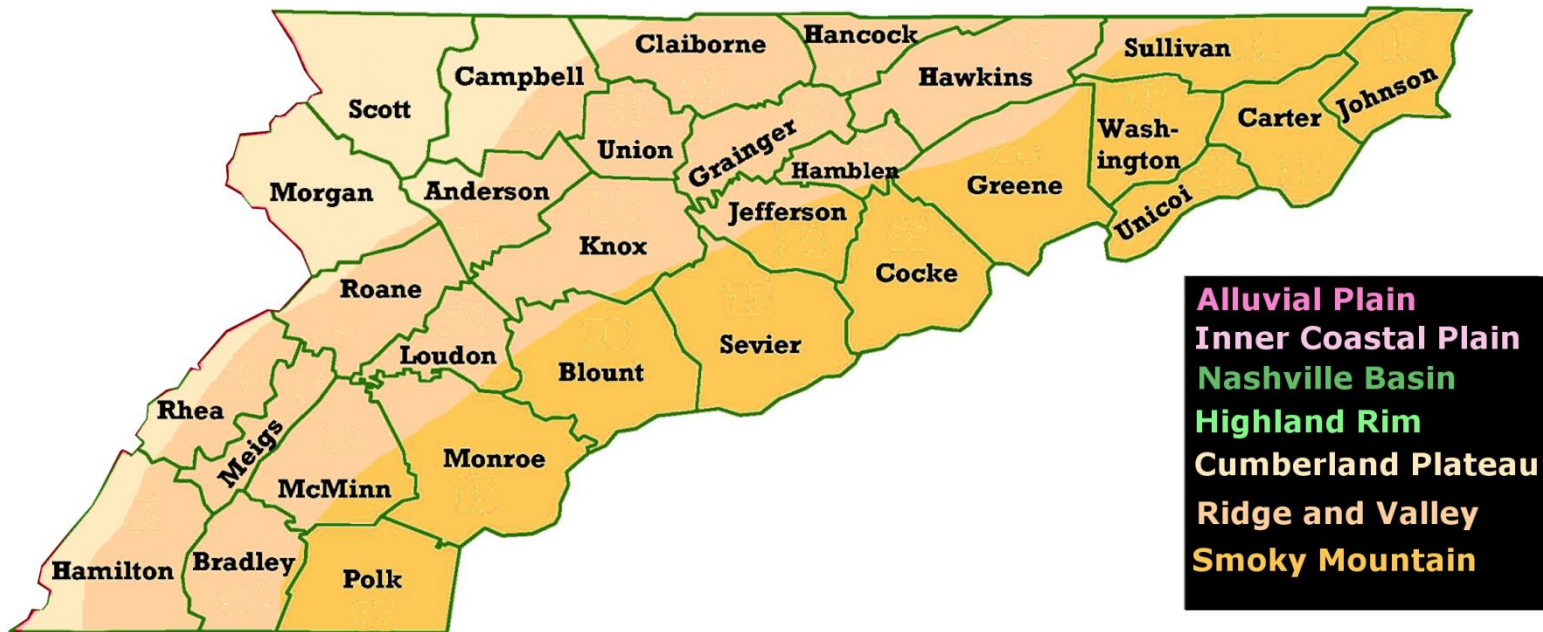 Claiborne
Hancock
Sullivan
Campbell
Hawkins
Scott
Johnson
Carter
Wash-
ington
Union
Grainger
Hamblen
Morgan
Anderson
Greene
Unicoi
Jefferson
Knox
Cocke
Roane
Loudon
Sevier
Blount
Rhea
Meigs
Monroe
McMinn
Hamilton
Bradley
Polk
Alluvial Plain
Inner Coastal Plain
Nashville Basin
Highland Rim
Cumberland Plateau
Ridge and Valley
Smoky Mountain